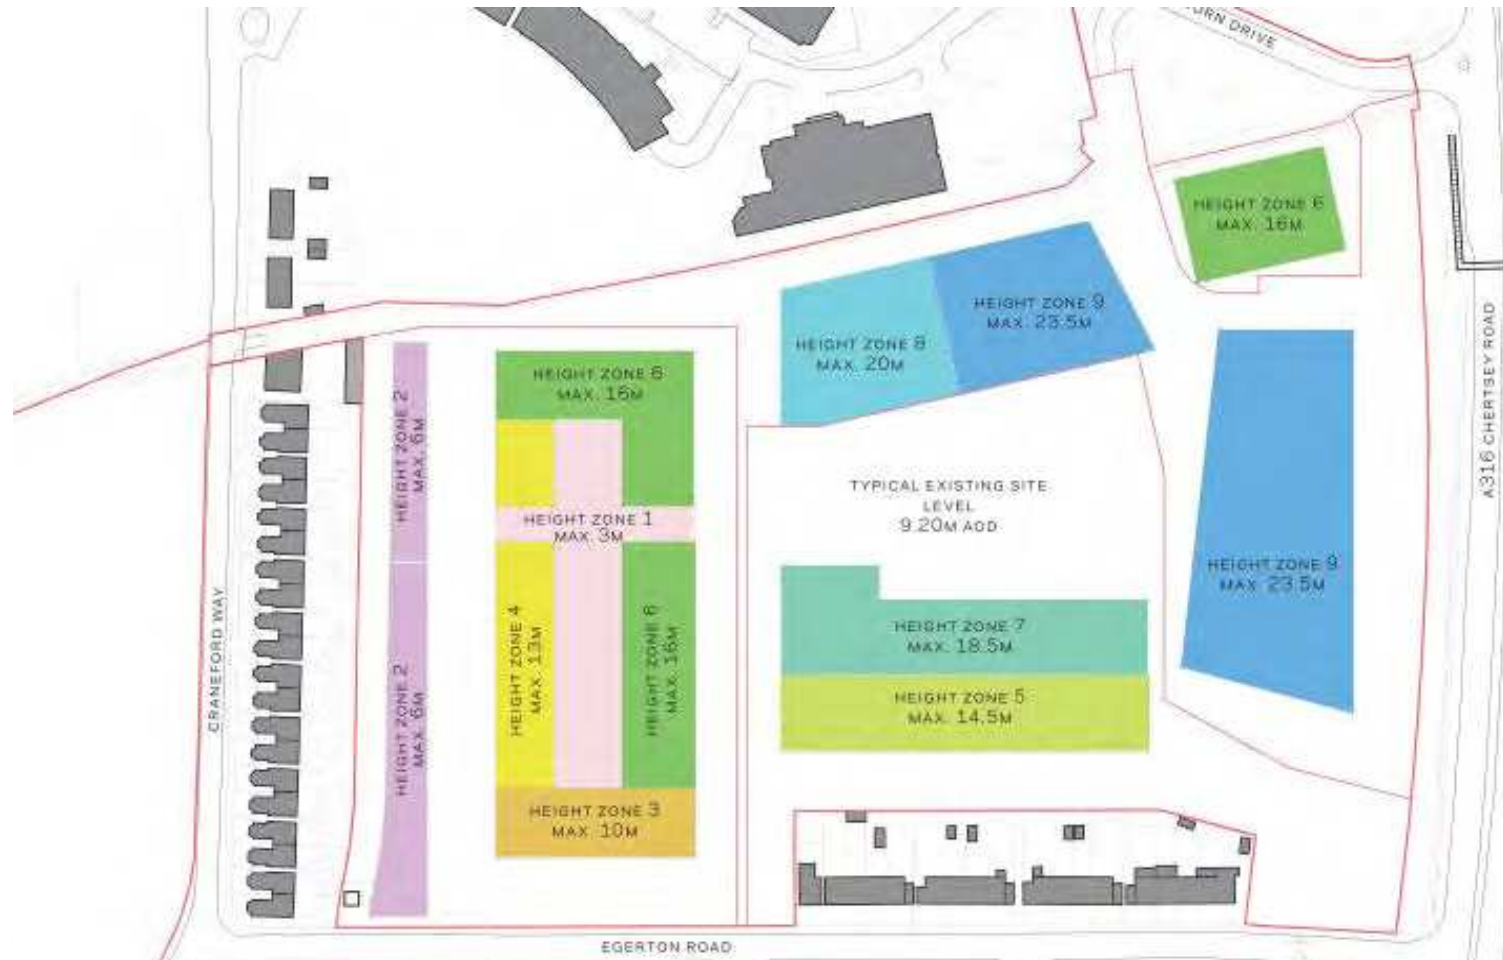 DRIVE
HEIGHT ZONE 6
MAX. 16M
HEIGHT ZONE 9
MAX. 23.5M
HEIGHT ZONE 8
MAX. 20M
A316 CHERTSEY ROAD
HEIGHT ZONE 6
MAX. 16M
HEIGHT ZONE 2
MAX. 6M
TYPICAL EXISTING SITE
LEVEL
9.20M AOD
HEIGHT ZONE 1
MAX. 3M
HEIGHT ZONE 9
MAX. 23.5M
CRANEFORD WAY
HEIGHT ZONE 4
MAX. 13M
HEIGHT ZONE 6
MAX. 16M
HEIGHT ZONE 7
MAX. 18.5M
HEIGHT ZONE 2
MAX. 6M
HEIGHT ZONE 5
MAX. 14.5M
HEIGHT ZONE 3
MAX. 10M
EGERTON ROAD